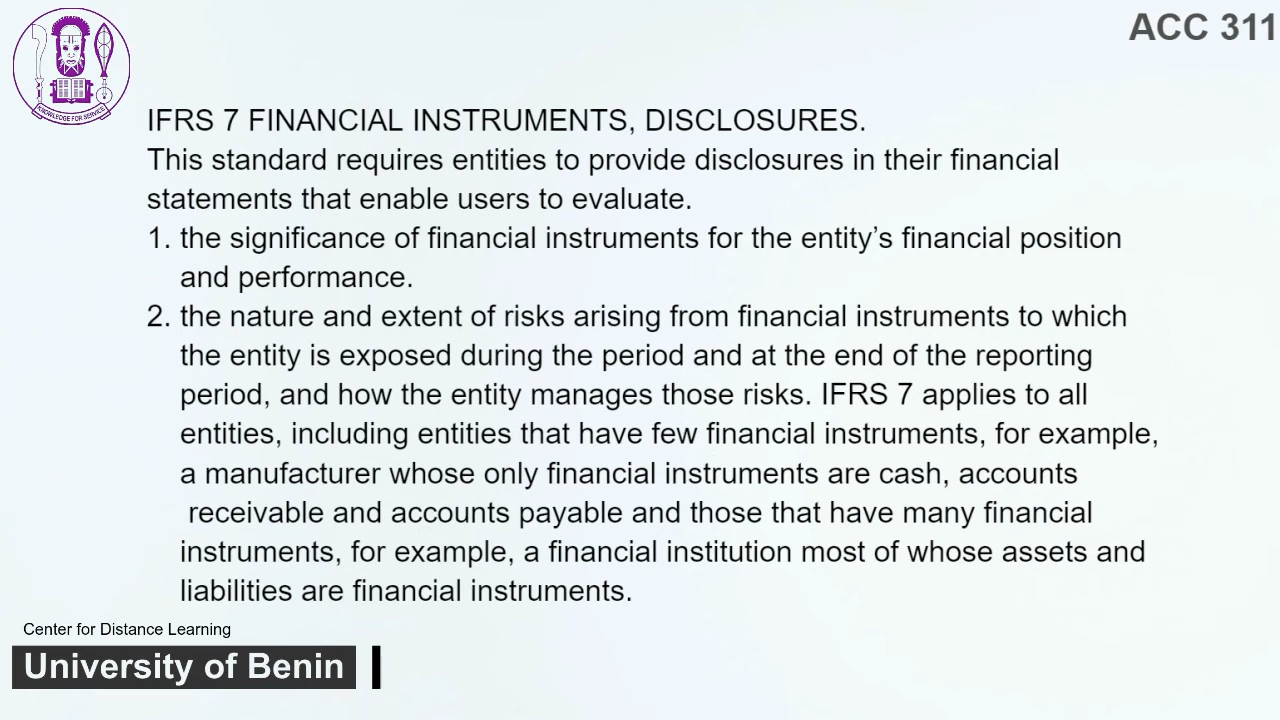 ACC 311
IFRS 7 FINANCIAL INSTRUMENTS, DISCLOSURES.
This standard requires entities to provide disclosures in their financial
statements that enable users to evaluate.
1. the significance of financial instruments for the entity’s financial position
and performance.
2. the nature and extent of risks arising from financial instruments to which
the entity is exposed during the period and at the end of the reporting
period, and how the entity manages those risks. IFRS 7 applies to all
entities, including entities that have few financial instruments, for example,
a manufacturer whose only financial instruments are cash, accounts
receivable and accounts payable and those that have many financial
instruments, for example, a financial institution most of whose assets and
liabilities are financial instruments.
KNOWLEDGE FOR SERVICE
Center for Distance Learning
University of Benin